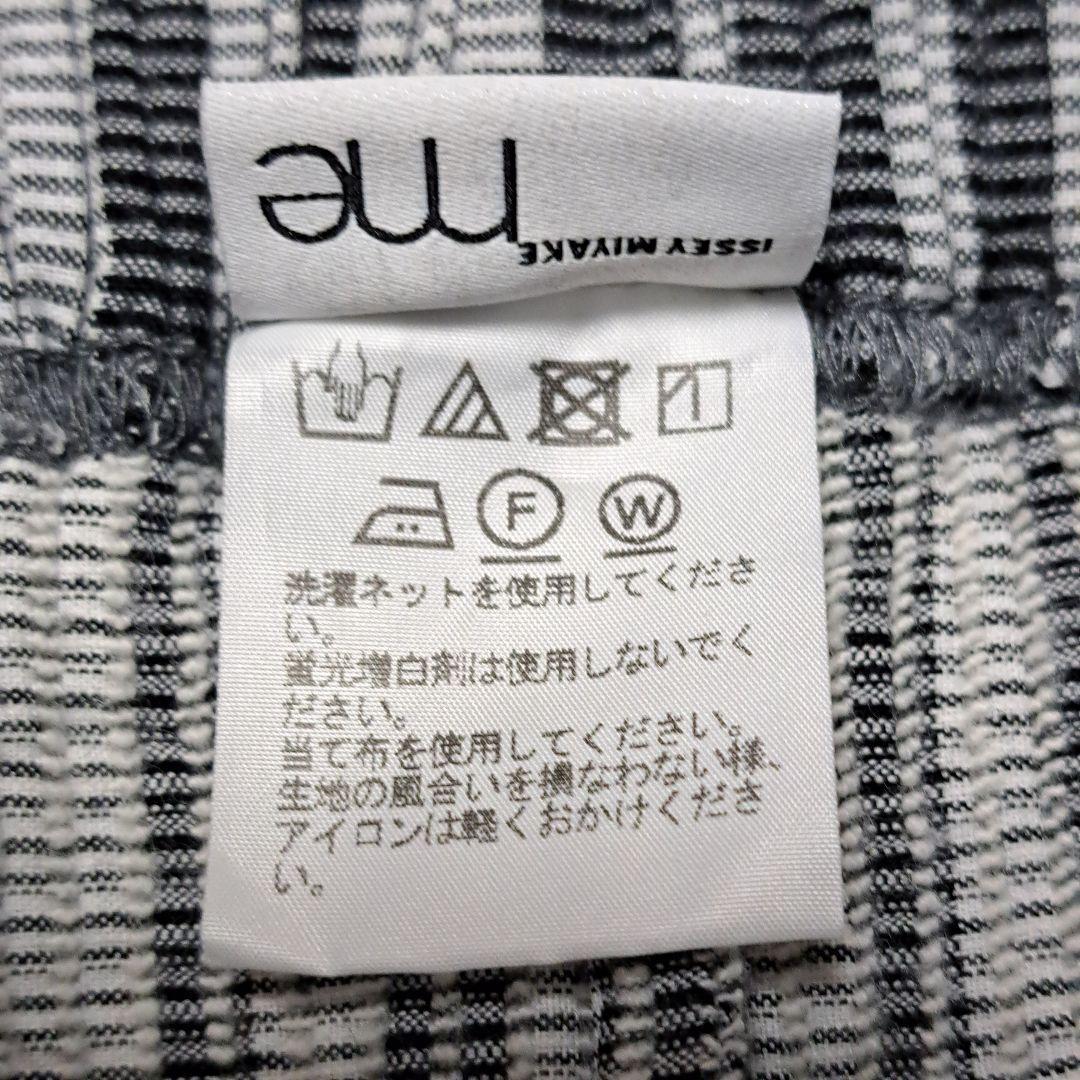 me ISSEY MIYAKE
F W
洗濯ネットを使用してくださ
い。
蛍光増白剤は使用しないでく
ださい。
当て布を使用してください。
生地の風合いを損なわない様、
アイロンは軽くおかけくださ
い。